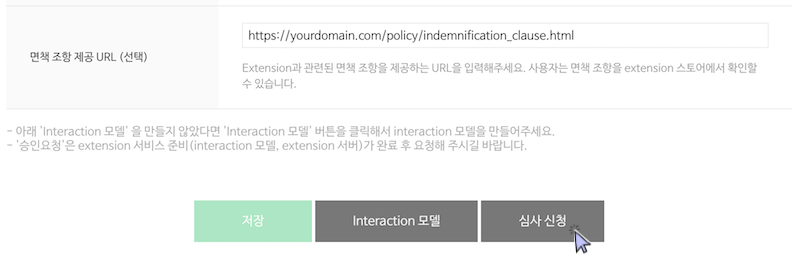 면책 조항 제공 URL (선택)
https://yourdomain.com/policy/indemnification_clause.html
Extension과 관련된 면책 조항을 제공하는 URL을 입력해주세요. 사용자는 면책 조항을 extension 스토어에서 확인할
수 있습니다.
- 아래 'Interaction 모델' 을 만들지 않았다면 'Interaction 모델' 버튼을 클릭해서 interaction 모델을 만들어주세요.
- '승인요청'은 extension 서비스 준비(interaction 모델, extension 서버)가 완료 후 요청해 주시길 바랍니다.
저장
Interaction 모델
심사 신청